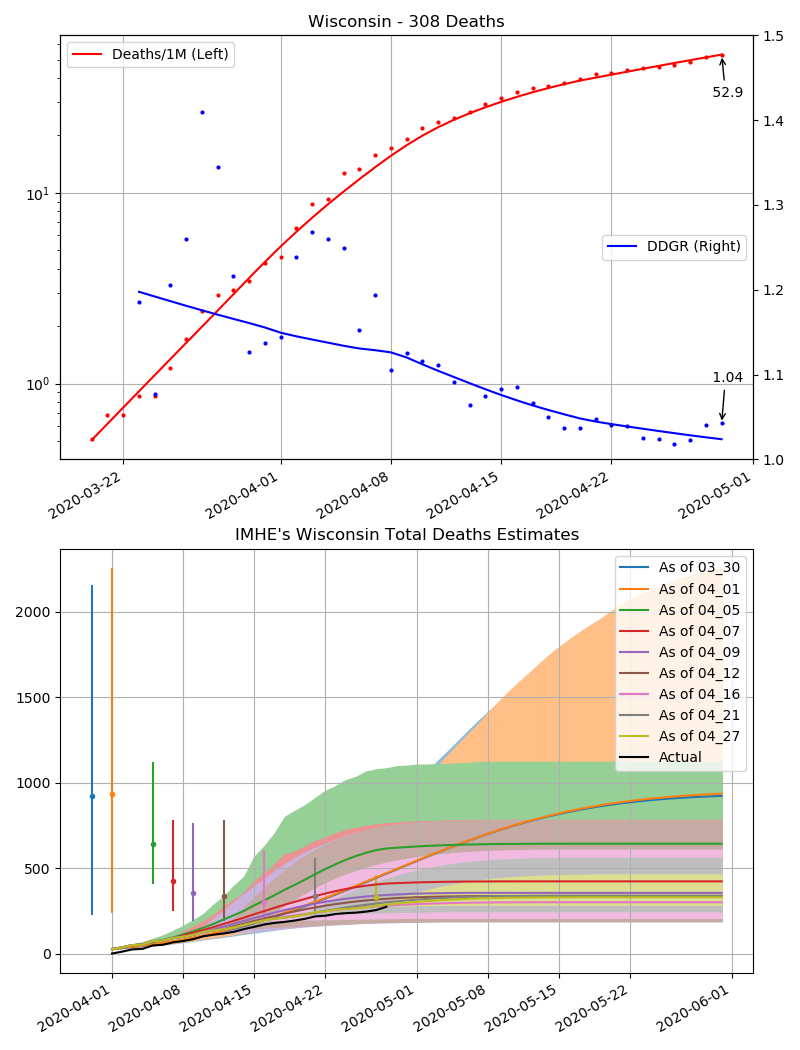 Wisconsin - 308 Deaths
Deaths/1M (Left)
DDGR (Right)
52.9
1.04
10¹
10⁰
1.5
1.4
1.3
1.2
1.1
1.0
2020-03-22
2020-04-01
2020-04-08
2020-04-15
2020-04-22
2020-05-01
IMHE's Wisconsin Total Deaths Estimates
As of 03_30
As of 04_01
As of 04_05
As of 04_07
As of 04_09
As of 04_12
As of 04_16
As of 04_21
As of 04_27
Actual
2000
1500
1000
500
0
2020-04-01
2020-04-08
2020-04-15
2020-04-22
2020-05-01
2020-05-08
2020-05-15
2020-05-22
2020-06-01